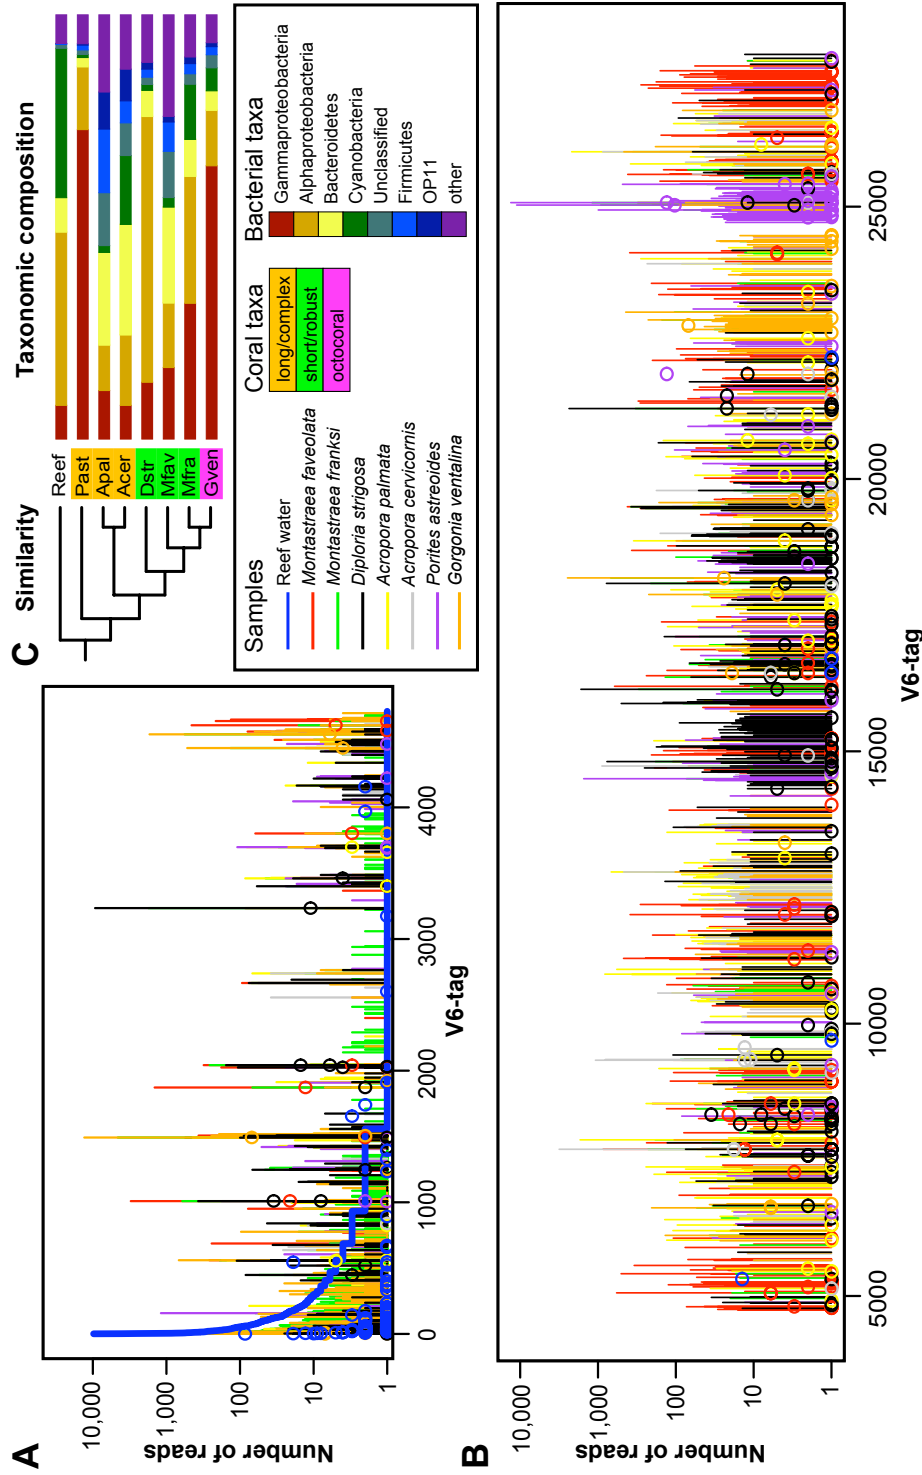 A
Number of reads
10,000
1,000
10
1
0
1000
2000
3000
4000
V6-tag
C
Similarity
Taxonomic composition
Reef
Past
Apal
Acer
Dstr
Mfav
Mfra
Gven
Samples
Reef water
Montastraea faveolata
Montastraea franksi
Diploria strigosa
Acropora palmata
Acropora cervicornis
Porites astreoides
Gorgonia ventalina
Coral taxa
long/complex
short/robust
octocoral
Bacterial taxa
Gammaproteobacteria
Alphaproteobacteria
Bacteroidetes
Cyanobacteria
Unclassified
Firmicutes
OP11
other
B
Number of reads
10,000
1,000
100
10
1
5000
10000
15000
20000
25000
V6-tag